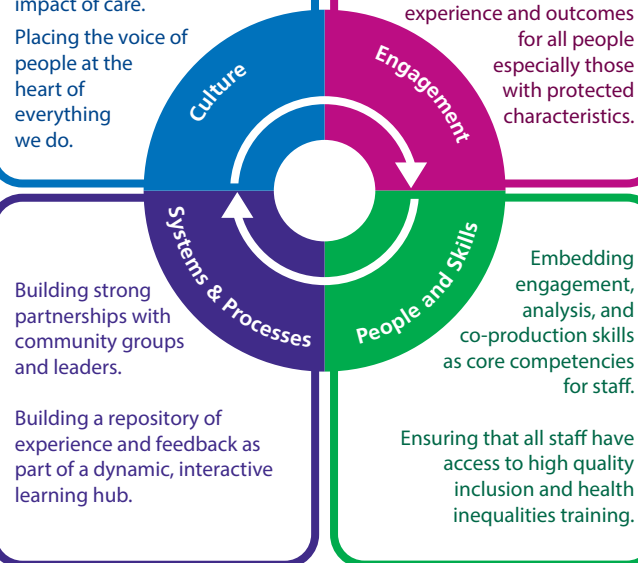 impact of care.
Placing the voice of
people at the
heart of
everything
we do.
experience and outcomes
for all people
especially those
with protected
characteristics.
Culture
Engagement
Systems & Processes
People and Skills
Building strong
partnerships with
community groups
and leaders.
Building a repository of
experience and feedback as
part of a dynamic, interactive
learning hub.
Embedding
engagement,
analysis, and
co-production skills
as core competencies
for staff.
Ensuring that all staff have
access to high quality
inclusion and health
inequalities training.